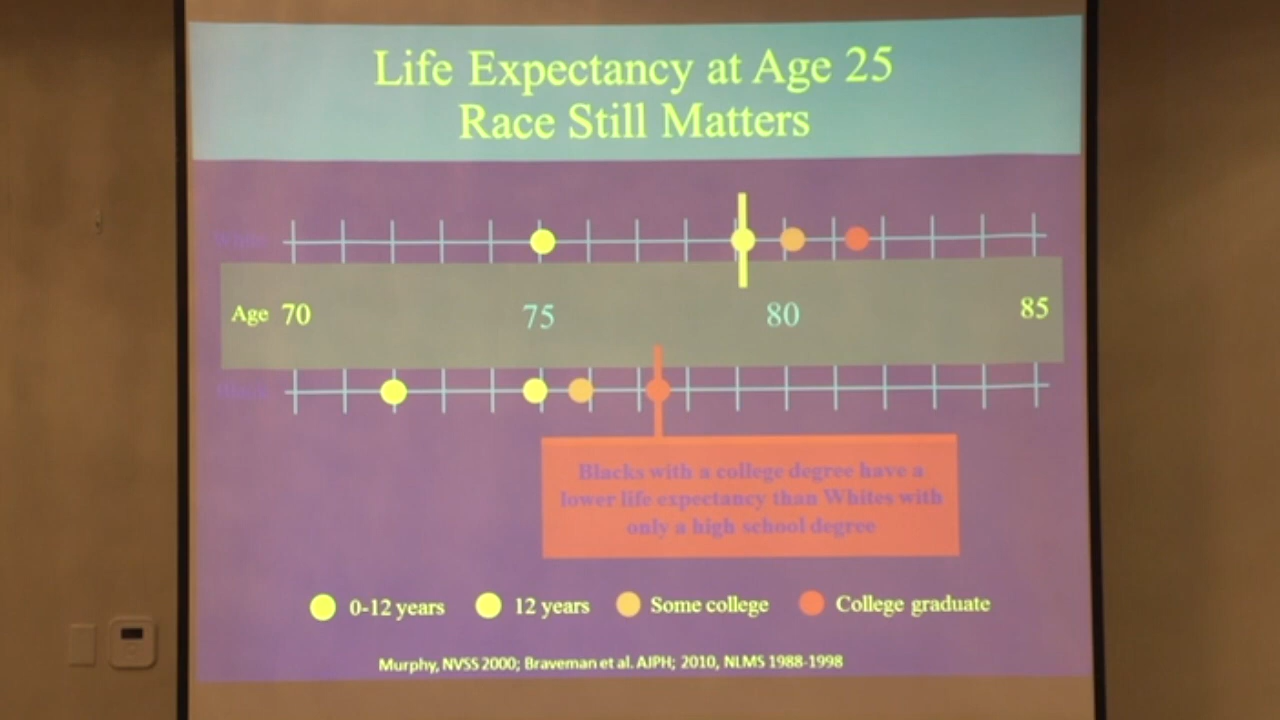 Life Expectancy at Age 25
Race Still Matters
White
Age 70 75 80 85
Black
Blacks with a college degree have a
lower life expectancy than Whites with
only a high school degree
0-12 years 12 years Some college College graduate
Murphy, NVSS 2000; Braveman et al. AJPH; 2010, NLMS 1988-1998